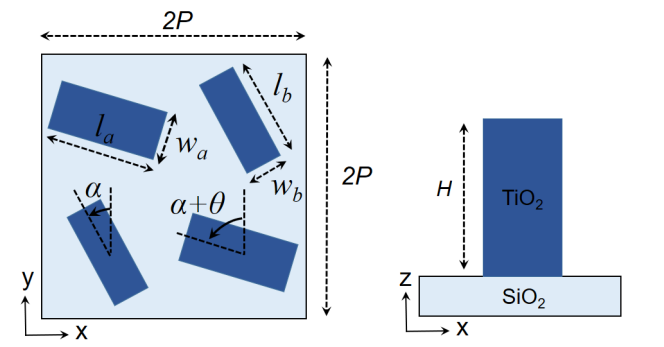 2P
l_b
l_a
w_a
w_b
2P
α
α+θ
y
x
H
TiO₂
z
SiO₂
x